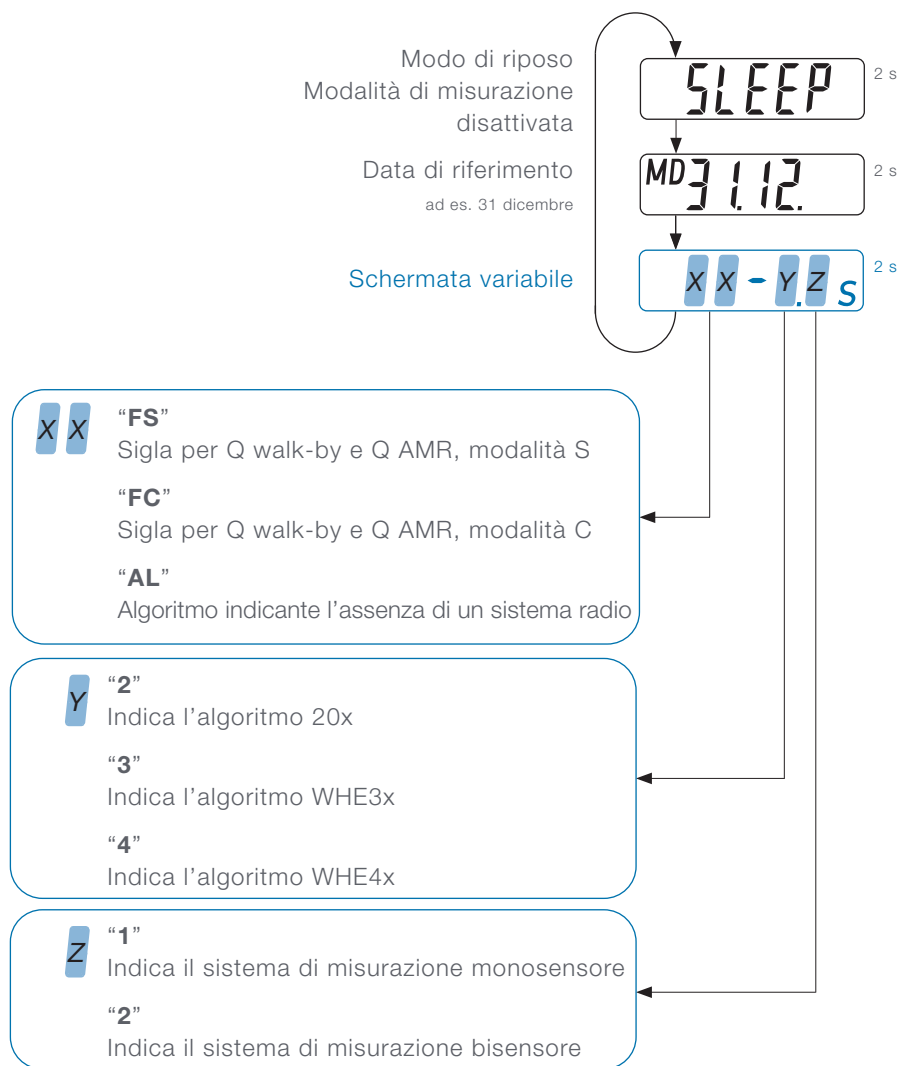 Modo di riposo
Modalità di misurazione
disattivata
SLEEP
2 s
Data di riferimento
ad es. 31 dicembre
MD 31.12.
2 s
Schermata variabile
X X - Y.Z S
2 s
X X
“FS”
Sigla per Q walk-by e Q AMR, modalità S
“FC”
Sigla per Q walk-by e Q AMR, modalità C
“AL”
Algoritmo indicante l’assenza di un sistema radio
Y
“2”
Indica l’algoritmo 20x
“3”
Indica l’algoritmo WHE3x
“4”
Indica l’algoritmo WHE4x
Z
“1”
Indica il sistema di misurazione monosensore
“2”
Indica il sistema di misurazione bisensore